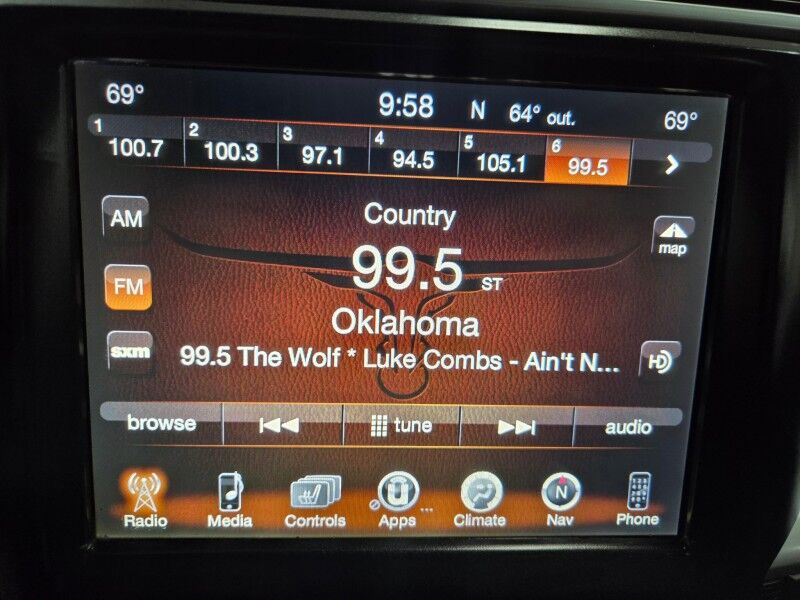 69° 9:58 N 64° out. 69°
1 100.7 2 100.3 3 97.1 4 94.5 5 105.1 6 99.5
AM Country map
FM 99.5 ST
Oklahoma
sxm 99.5 The Wolf * Luke Combs - Ain't N... HD
browse tune audio
Radio Media Controls U Apps ... Climate N Nav Phone